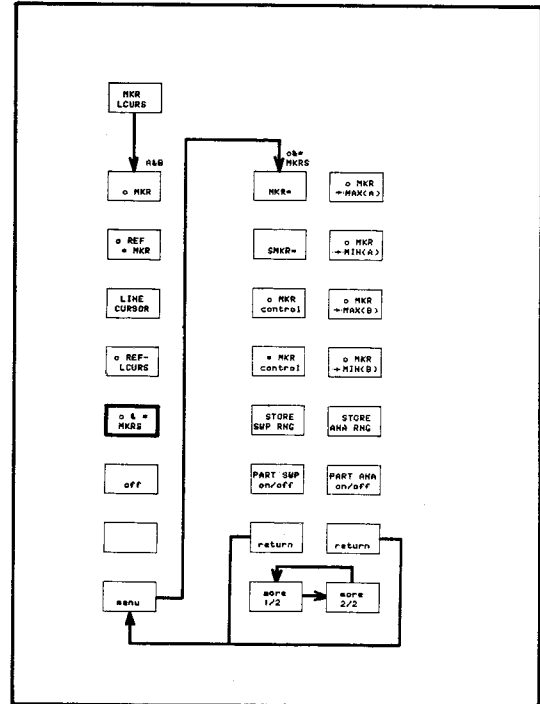 MKR
LCURS
A&B
o MKR
o REF
* MKR
LINE
CURSOR
o REF-
LCURS
o & *
MKRS
off
menu
o&*
MKRS
MKR=
SMKR=
o MKR
control
* MKR
control
STORE
SWP RNG
PART SWP
on/off
return
more
1/2
o MKR
→MAX(A)
o MKR
→MIN(A)
o MKR
→MAX(B)
o MKR
→MIN(B)
STORE
ANA RNG
PART ANA
on/off
return
more
2/2